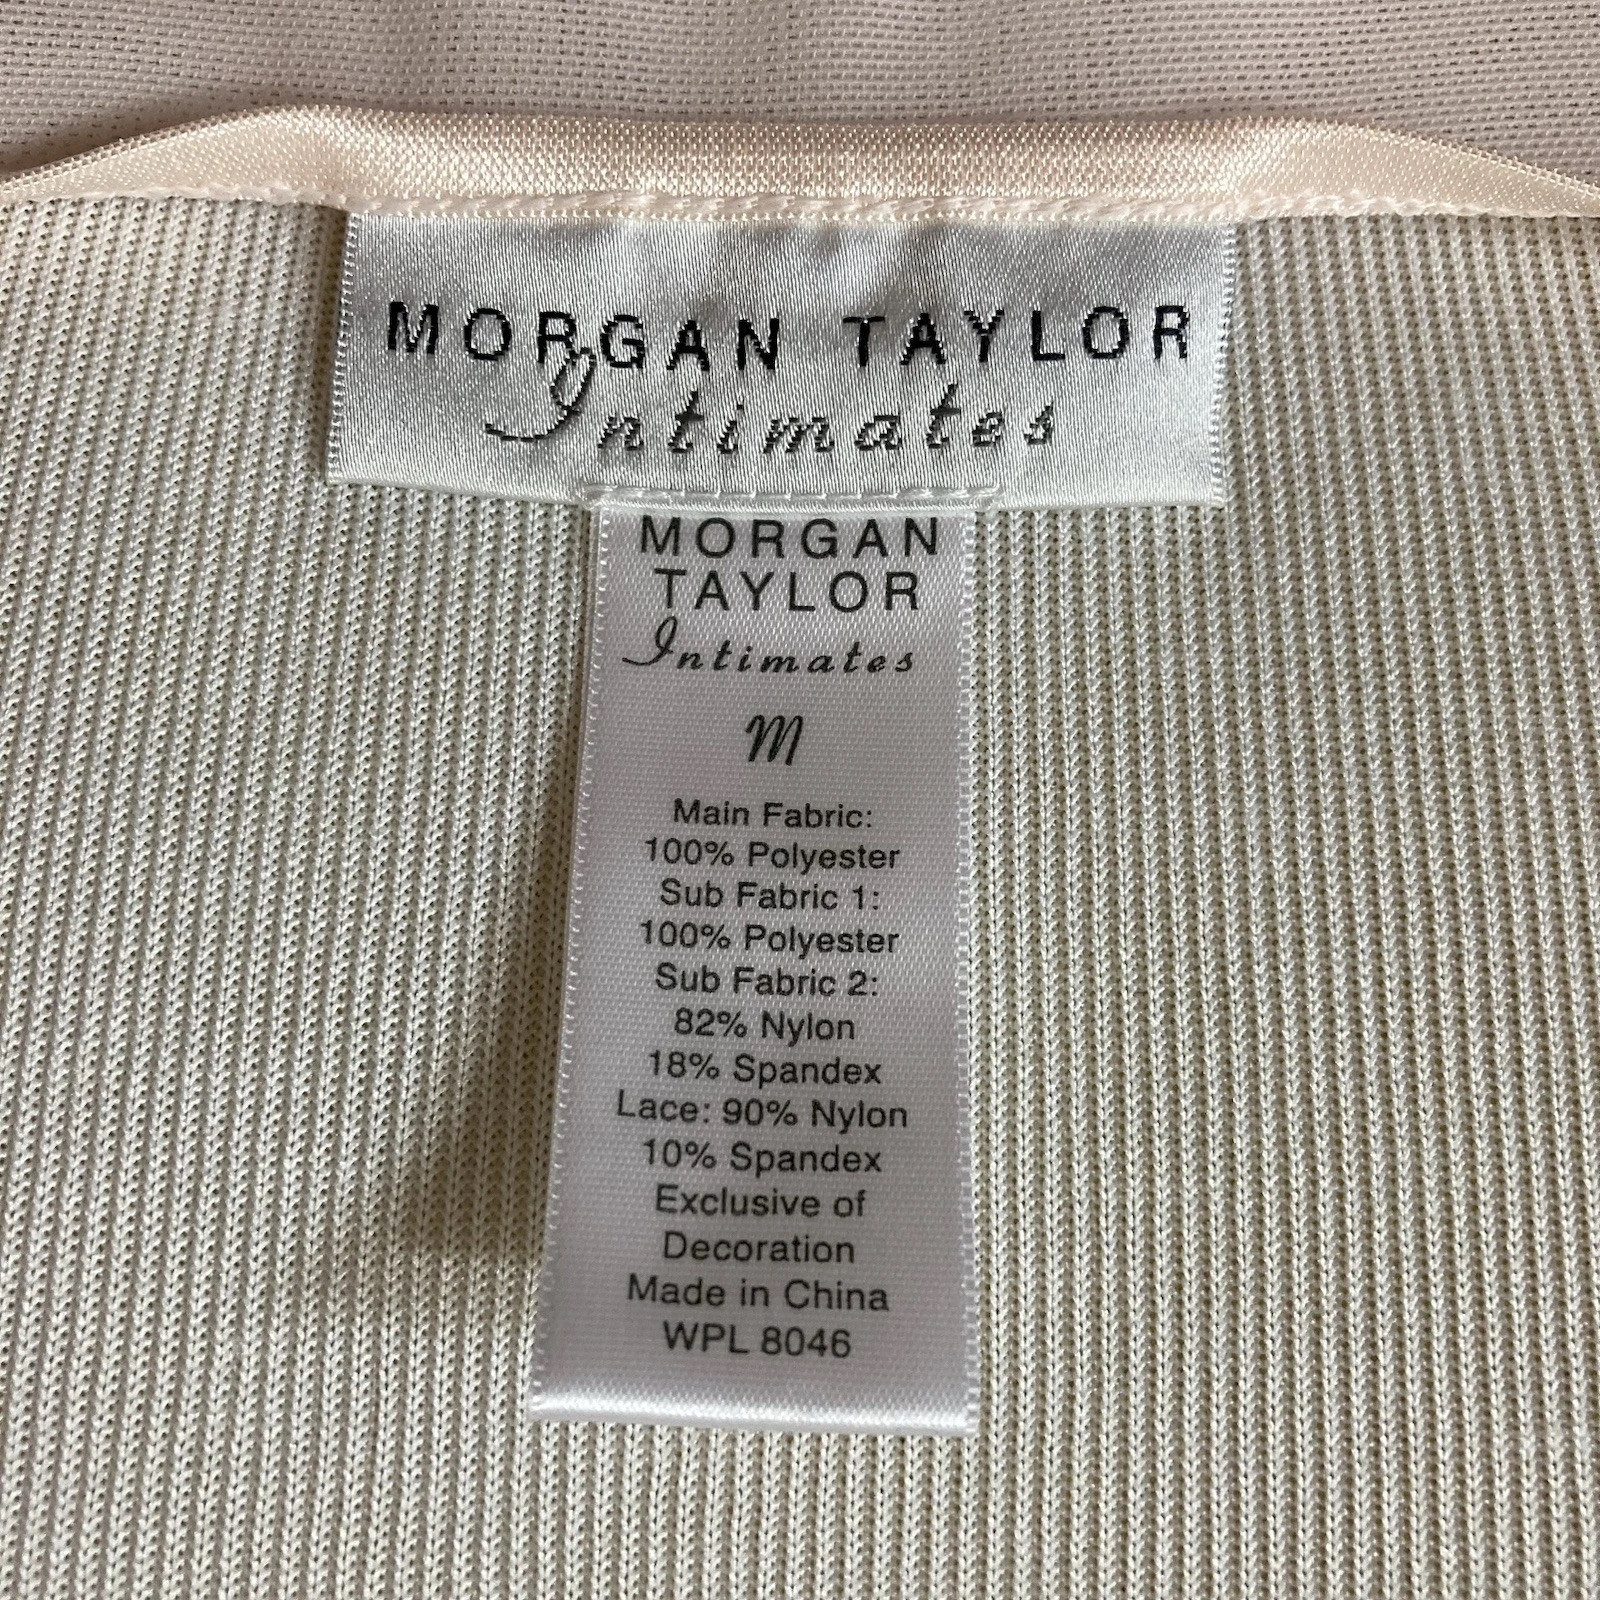 MORGAN TAYLOR
Intimates
MORGAN
TAYLOR
Intimates
M
Main Fabric:
100% Polyester
Sub Fabric 1:
100% Polyester
Sub Fabric 2:
82% Nylon
18% Spandex
Lace: 90% Nylon
10% Spandex
Exclusive of
Decoration
Made in China
WPL 8046